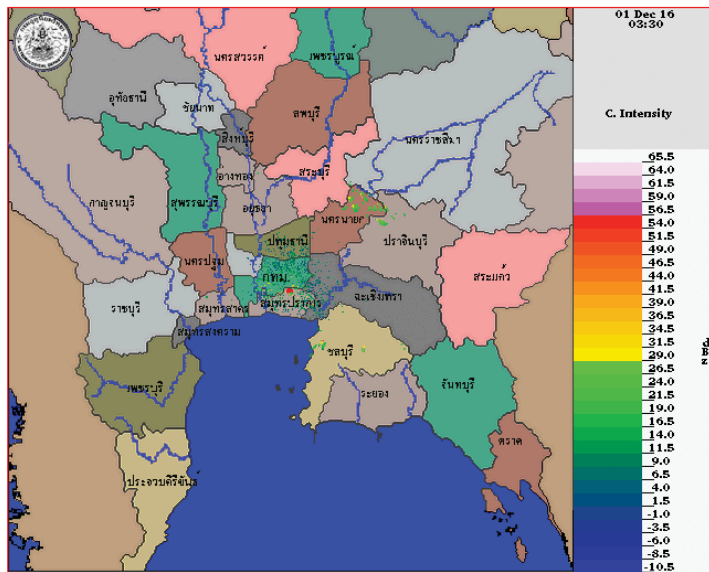 01 Dec 16
03:30
C. Intensity
นครสวรรค์
เพชรบูรณ์
อุทัยธานี
ชัยนาท
ลพบุรี
สิงหบุรี
นครราชสีมา
อ่างทอง
สระบุรี
กาญจนบุรี
สุพรรณบุรี
อยุธยา
นครนายก
ปทุมธานี
ปราจีนบุรี
นครปฐม
กทม.
สระแก้ว
ฉะเชิงเทรา
ราชบุรี
สมุทรสาคร
สมุทรปราการ
สมุทรสงคราม
ชลบุรี
เพชรบุรี
ระยอง
จันทบุรี
ตราด
ประจวบคีรีขันธ์
65.5
64.0
61.5
59.0
56.5
54.0
51.5
49.0
46.5
44.0
41.5
39.0
36.5
34.5
31.5
29.0
26.5
24.0
21.5
19.0
16.5
14.0
11.5
9.0
6.5
4.0
1.5
-1.0
-3.5
-6.0
-8.5
-10.5
dBz